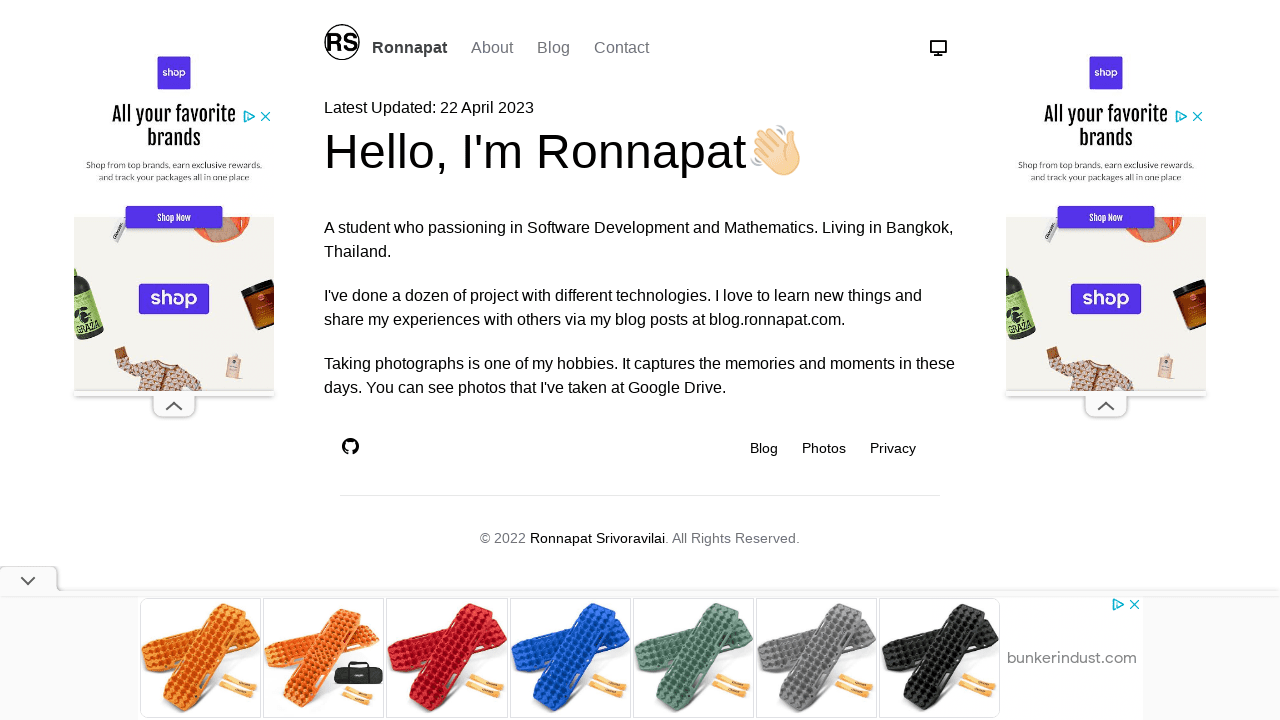 RS Ronnapat About Blog Contact
Latest Updated: 22 April 2023
Hello, I'm Ronnapat
A student who passioning in Software Development and Mathematics. Living in Bangkok,
Thailand.
I've done a dozen of project with different technologies. I love to learn new things and
share my experiences with others via my blog posts at blog.ronnapat.com.
Taking photographs is one of my hobbies. It captures the memories and moments in these
days. You can see photos that I've taken at Google Drive.
Blog Photos Privacy
© 2022 Ronnapat Srivoravilai. All Rights Reserved.
shop
All your favorite
brands
Shop from top brands, earn exclusive rewards,
and track your packages all in one place
Shop Now
shop
GRAZA
shop
All your favorite
brands
Shop from top brands, earn exclusive rewards,
and track your packages all in one place
Shop Now
shop
GRAZA
bunkerindust.com